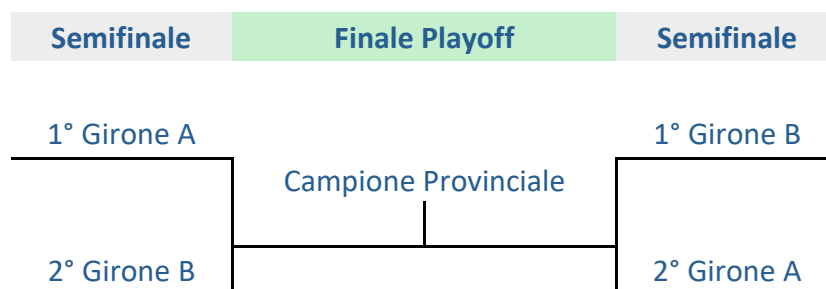 Semifinale Finale Playoff Semifinale
1° Girone A 1° Girone B
Campione Provinciale
2° Girone B 2° Girone A